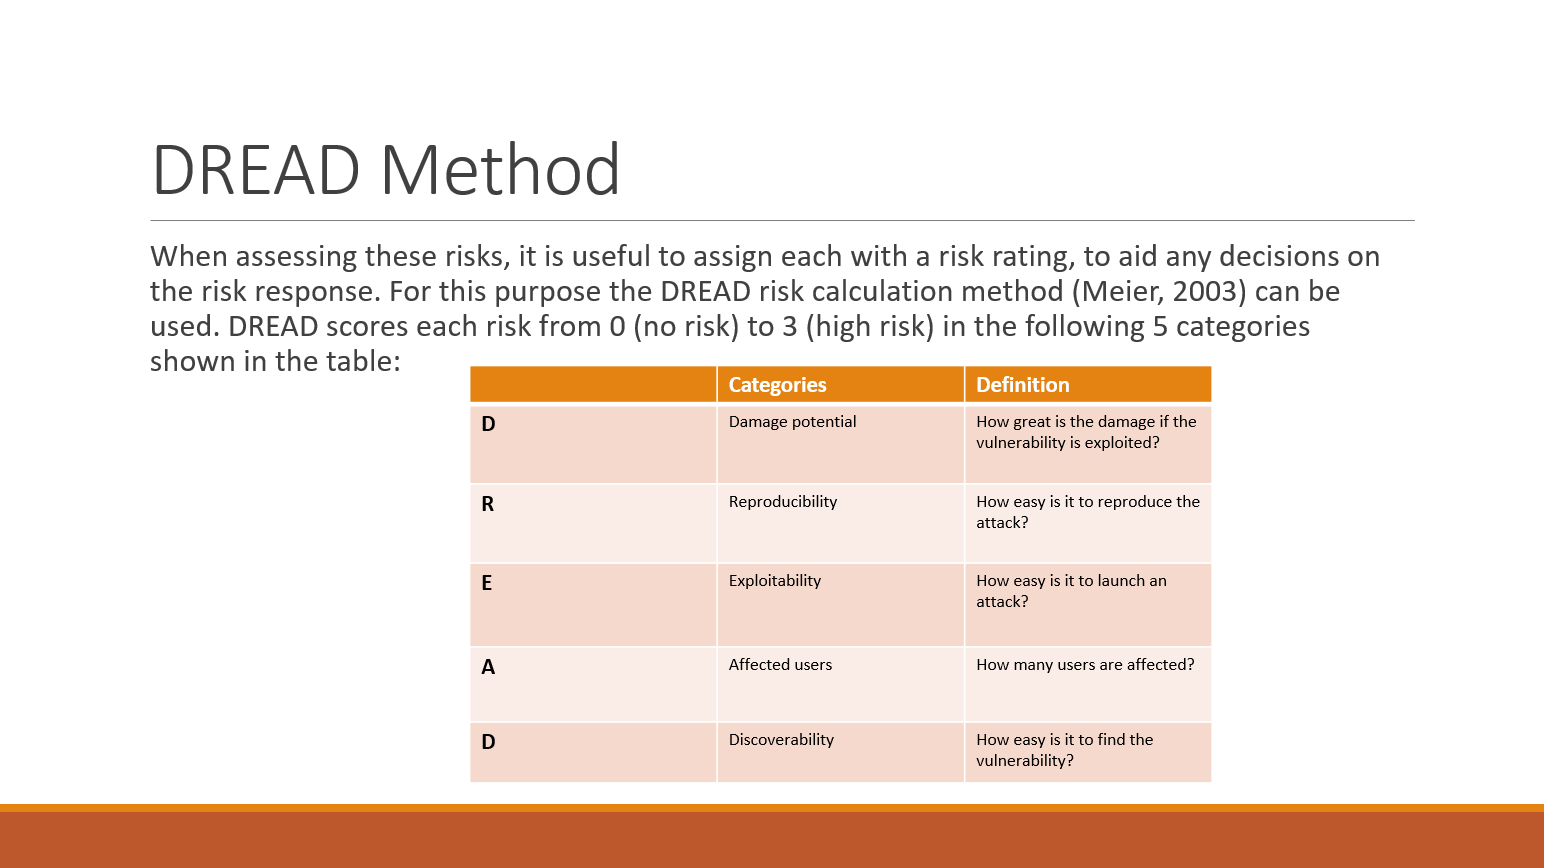 DREAD Method
When assessing these risks, it is useful to assign each with a risk rating, to aid any decisions on
the risk response. For this purpose the DREAD risk calculation method (Meier, 2003) can be
used. DREAD scores each risk from 0 (no risk) to 3 (high risk) in the following 5 categories
shown in the table:
Categories Definition
D Damage potential How great is the damage if the
vulnerability is exploited?
R Reproducibility How easy is it to reproduce the
attack?
E Exploitability How easy is it to launch an
attack?
A Affected users How many users are affected?
D Discoverability How easy is it to find the
vulnerability?